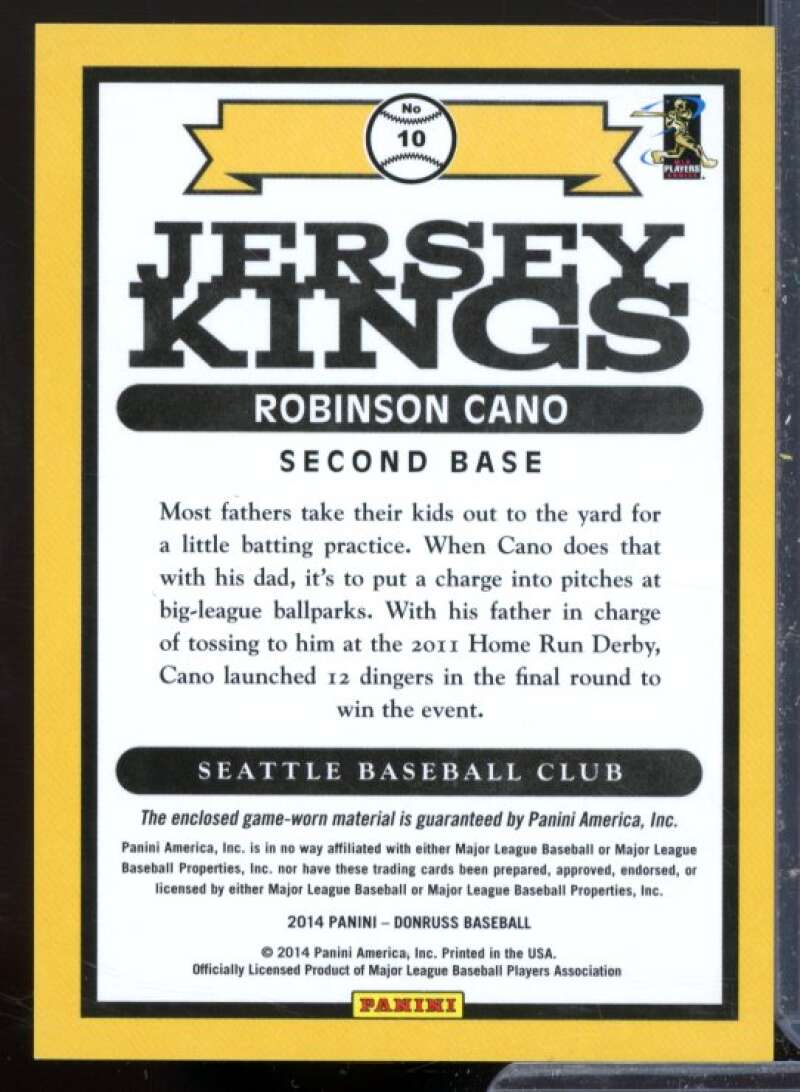 No
10
MLB
PLAYERS
CHOICE
JERSEY
KINGS
ROBINSON CANO
SECOND BASE
Most fathers take their kids out to the yard for
a little batting practice. When Cano does that
with his dad, it's to put a charge into pitches at
big-league ballparks. With his father in charge
of tossing to him at the 2011 Home Run Derby,
Cano launched 12 dingers in the final round to
win the event.
SEATTLE BASEBALL CLUB
The enclosed game-worn material is guaranteed by Panini America, Inc.
Panini America, Inc. is in no way affiliated with either Major League Baseball or Major League
Baseball Properties, Inc. nor have these trading cards been prepared, approved, endorsed, or
licensed by either Major League Baseball or Major League Baseball Properties, Inc.
2014 PANINI – DONRUSS BASEBALL
© 2014 Panini America, Inc. Printed in the USA.
Officially Licensed Product of Major League Baseball Players Association
PANINI